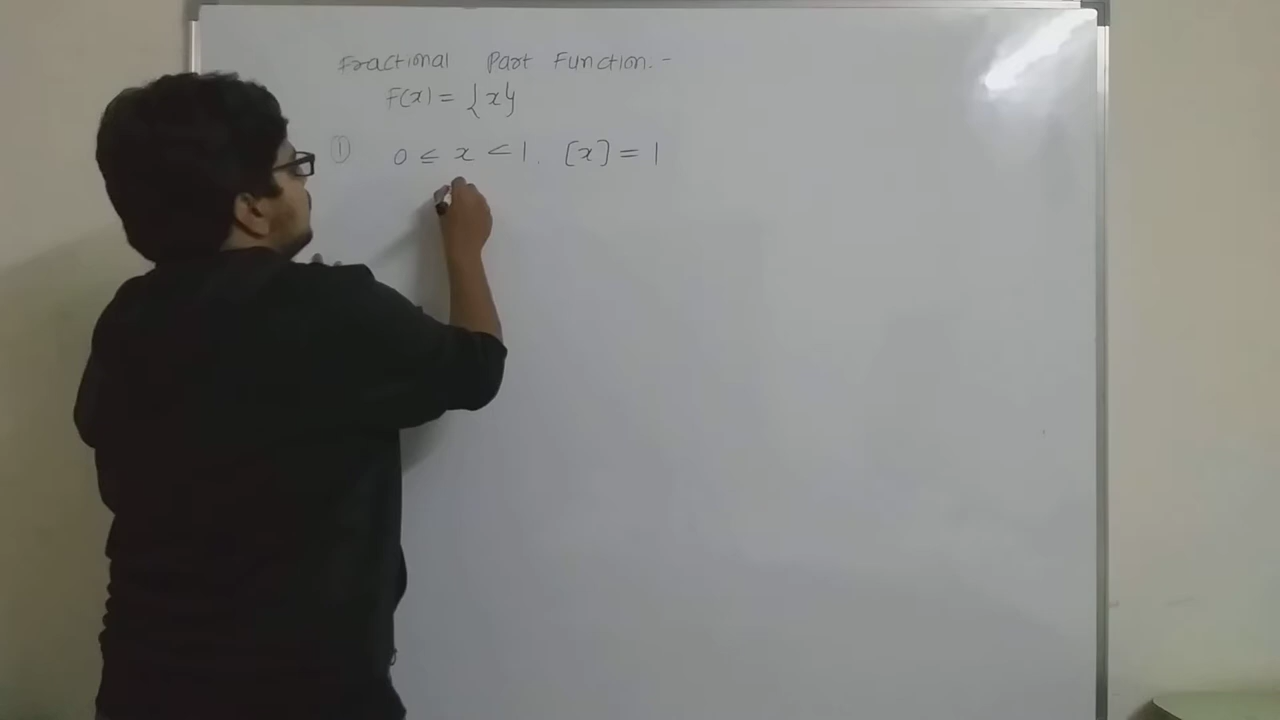 Fractional Part Function.-
F(x) = {x}
① 0 ≤ x < 1. [x] = 1